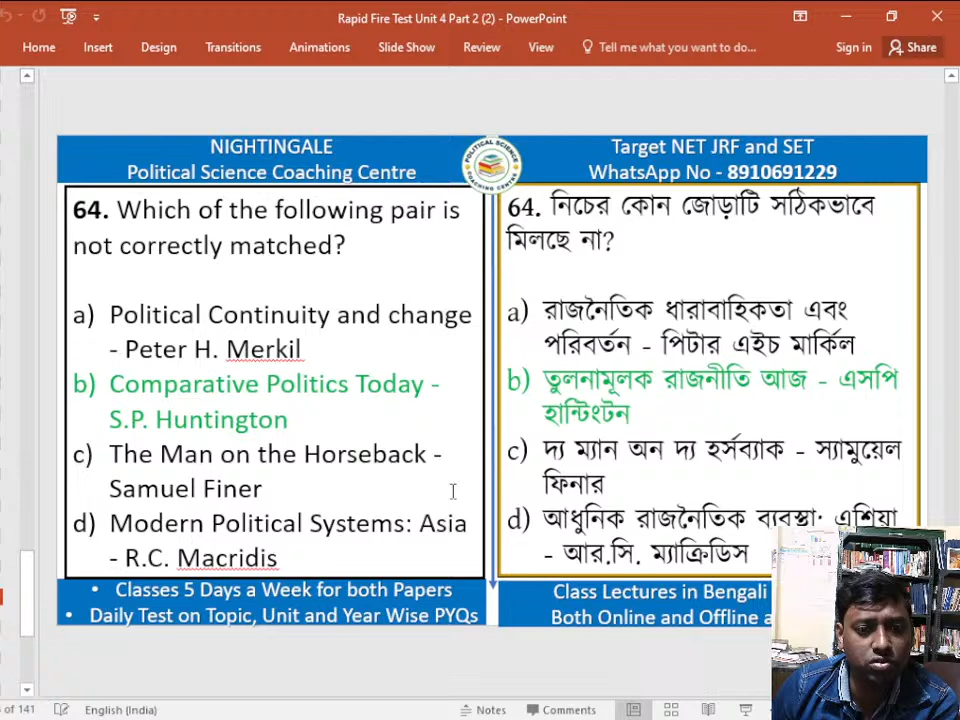 Rapid Fire Test Unit 4 Part 2 (2) - PowerPoint
Home Insert Design Transitions Animations Slide Show Review View Tell me what you want to do... Sign in Share
NIGHTINGALE
Political Science Coaching Centre
POLITICAL SCIENCE
COACHING CENTRE
Target NET JRF and SET
WhatsApp No - 8910691229
64. Which of the following pair is
not correctly matched?
a) Political Continuity and change
- Peter H. Merkil
b) Comparative Politics Today -
S.P. Huntington
c) The Man on the Horseback -
Samuel Finer
d) Modern Political Systems: Asia
- R.C. Macridis
64. নিচের কোন জোড়াটি সঠিকভাবে
মিলছে না?
a) রাজনৈতিক ধারাবাহিকতা এবং
পরিবর্তন - পিটার এইচ মার্কিল
b) তুলনামূলক রাজনীতি আজ - এসপি
হান্টিংটন
c) দ্য ম্যান অন দ্য হর্সব্যাক - স্যামুয়েল
ফিনার
d) আধুনিক রাজনৈতিক ব্যবস্থা: এশিয়া
- আর.সি. ম্যাক্রিডিস
• Classes 5 Days a Week for both Papers
• Daily Test on Topic, Unit and Year Wise PYQs
Class Lectures in Bengali
Both Online and Offline a
of 141 English (India) Notes Comments